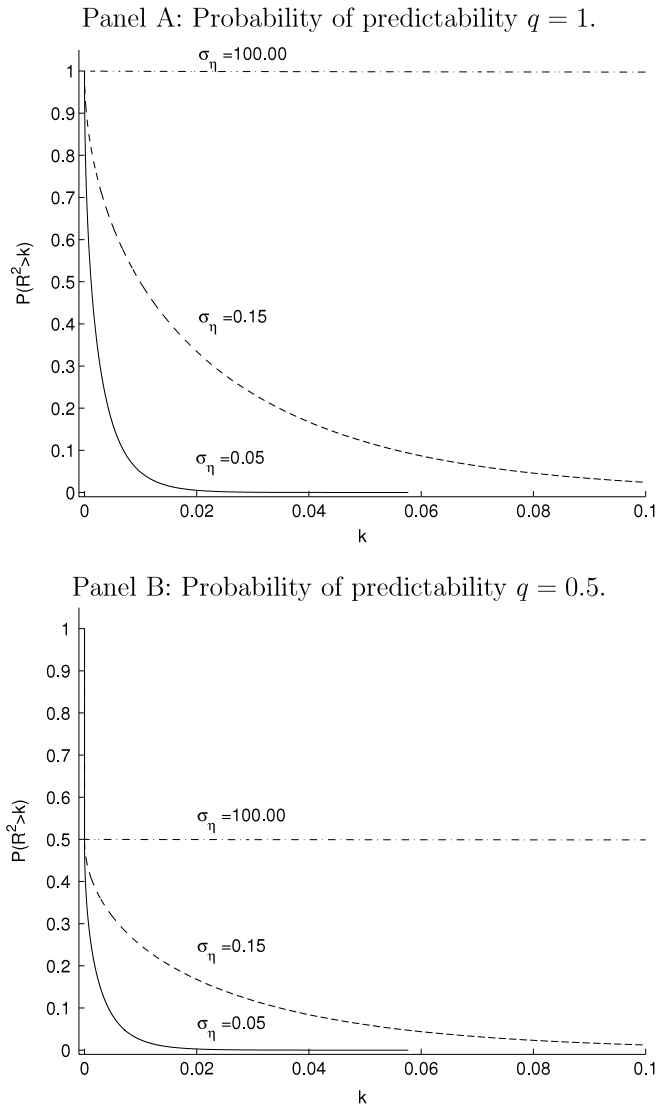 Panel A: Probability of predictability q = 1.
σ_η =100.00
1
0.9
0.8
0.7
0.6
0.5
0.4
0.3
0.2
0.1
0
P(R²>k)
σ_η =0.15
σ_η =0.05
0 0.02 0.04 0.06 0.08 0.1
k
Panel B: Probability of predictability q = 0.5.
1
0.9
0.8
0.7
0.6
0.5
0.4
0.3
0.2
0.1
0
P(R²>k)
σ_η =100.00
σ_η =0.15
σ_η =0.05
0 0.02 0.04 0.06 0.08 0.1
k